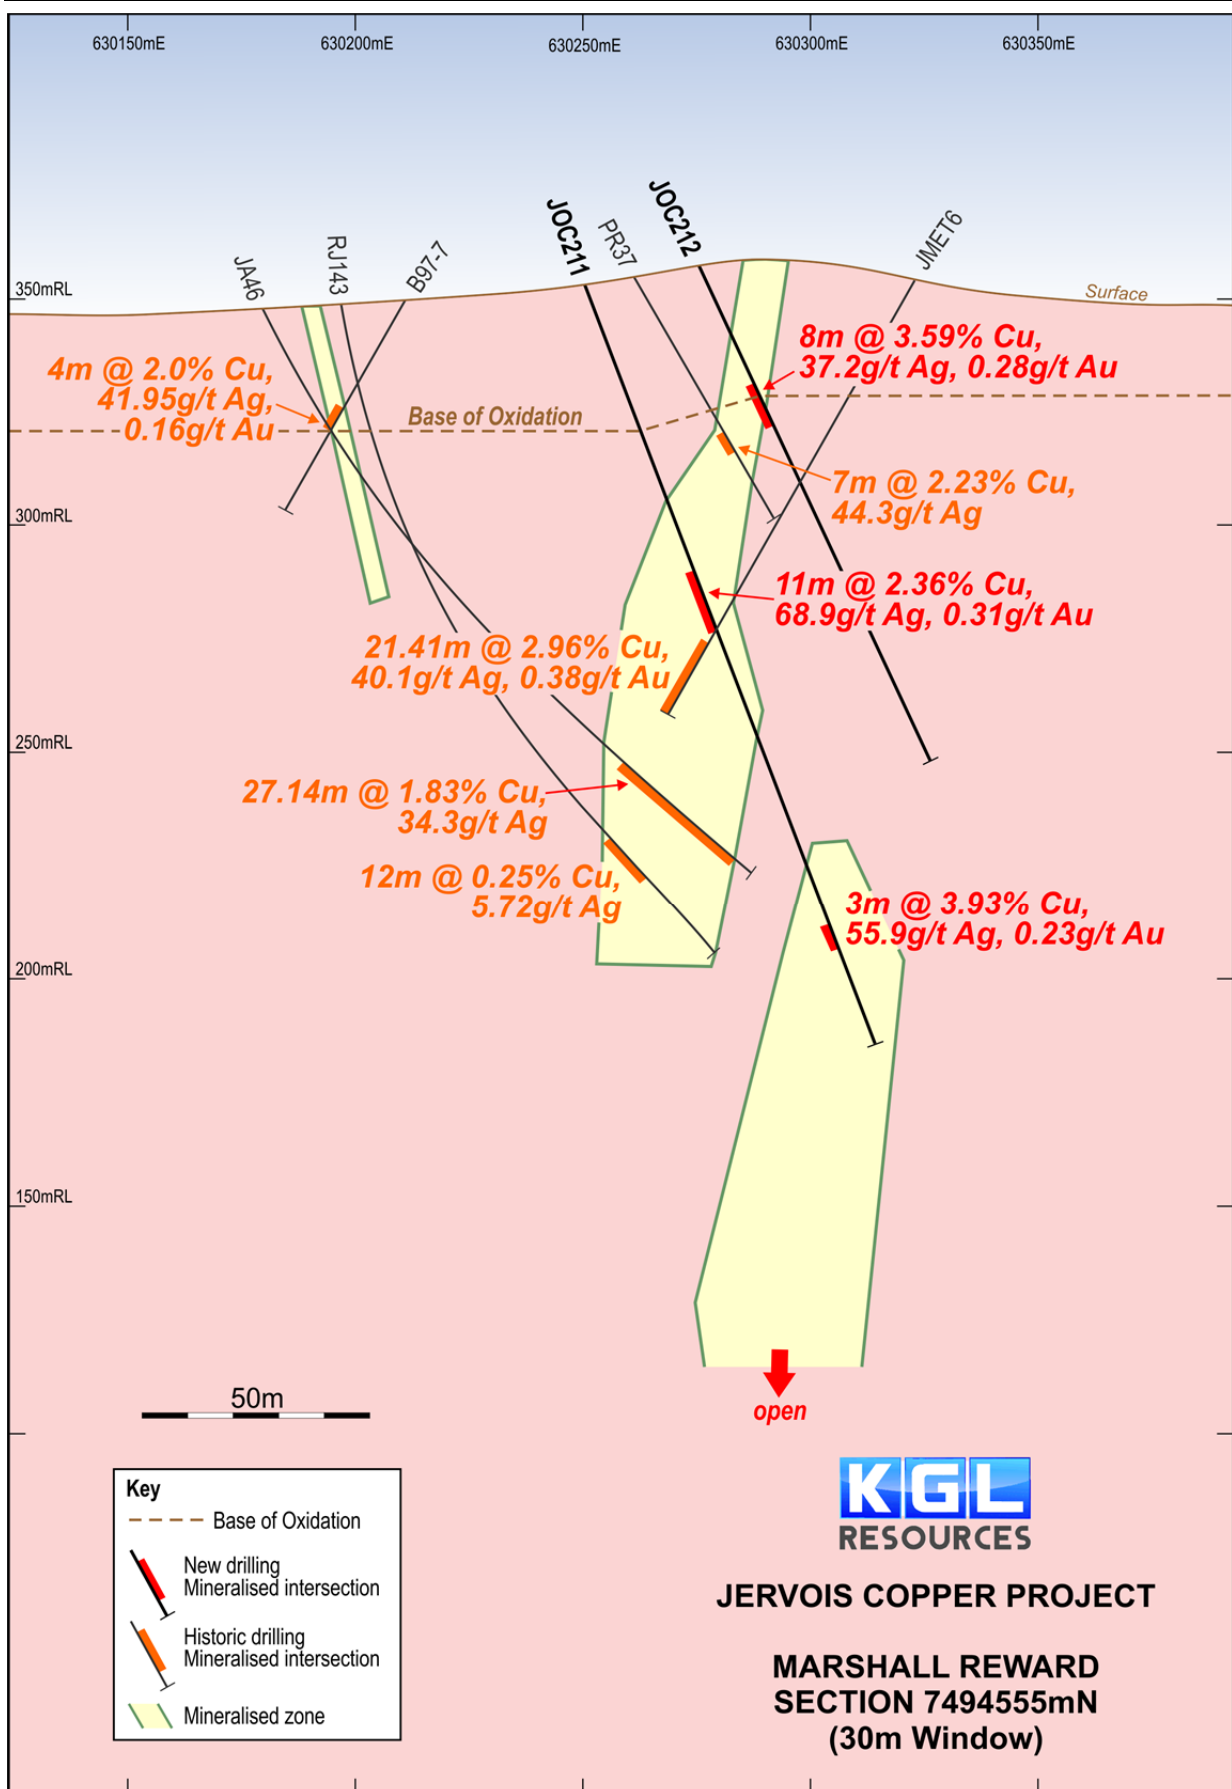 630150mE
630200mE
630250mE
630300mE
630350mE
JA46
RJ143
B97-7
JOC211
PR37
JOC212
JMET6
350mRL
Surface
8m @ 3.59% Cu,
37.2g/t Ag, 0.28g/t Au
4m @ 2.0% Cu,
41.95g/t Ag,
0.16g/t Au
Base of Oxidation
7m @ 2.23% Cu,
44.3g/t Ag
300mRL
11m @ 2.36% Cu,
68.9g/t Ag, 0.31g/t Au
21.41m @ 2.96% Cu,
40.1g/t Ag, 0.38g/t Au
250mRL
27.14m @ 1.83% Cu,
34.3g/t Ag
12m @ 0.25% Cu,
5.72g/t Ag
3m @ 3.93% Cu,
55.9g/t Ag, 0.23g/t Au
200mRL
150mRL
open
50m
Key
Base of Oxidation
New drilling
Mineralised intersection
Historic drilling
Mineralised intersection
Mineralised zone
KGL
RESOURCES
JERVOIS COPPER PROJECT
MARSHALL REWARD
SECTION 7494555mN
(30m Window)